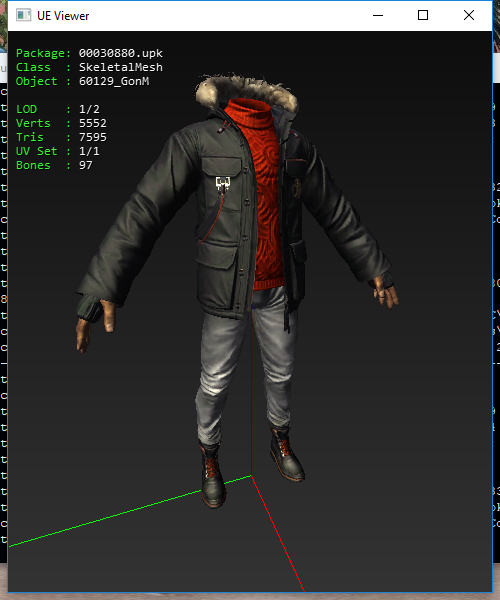 UE Viewer
Package: 00030880.upk
Class : SkeletalMesh
Object : 60129_GonM
LOD : 1/2
Verts : 5552
Tris : 7595
UV Set : 1/1
Bones : 97